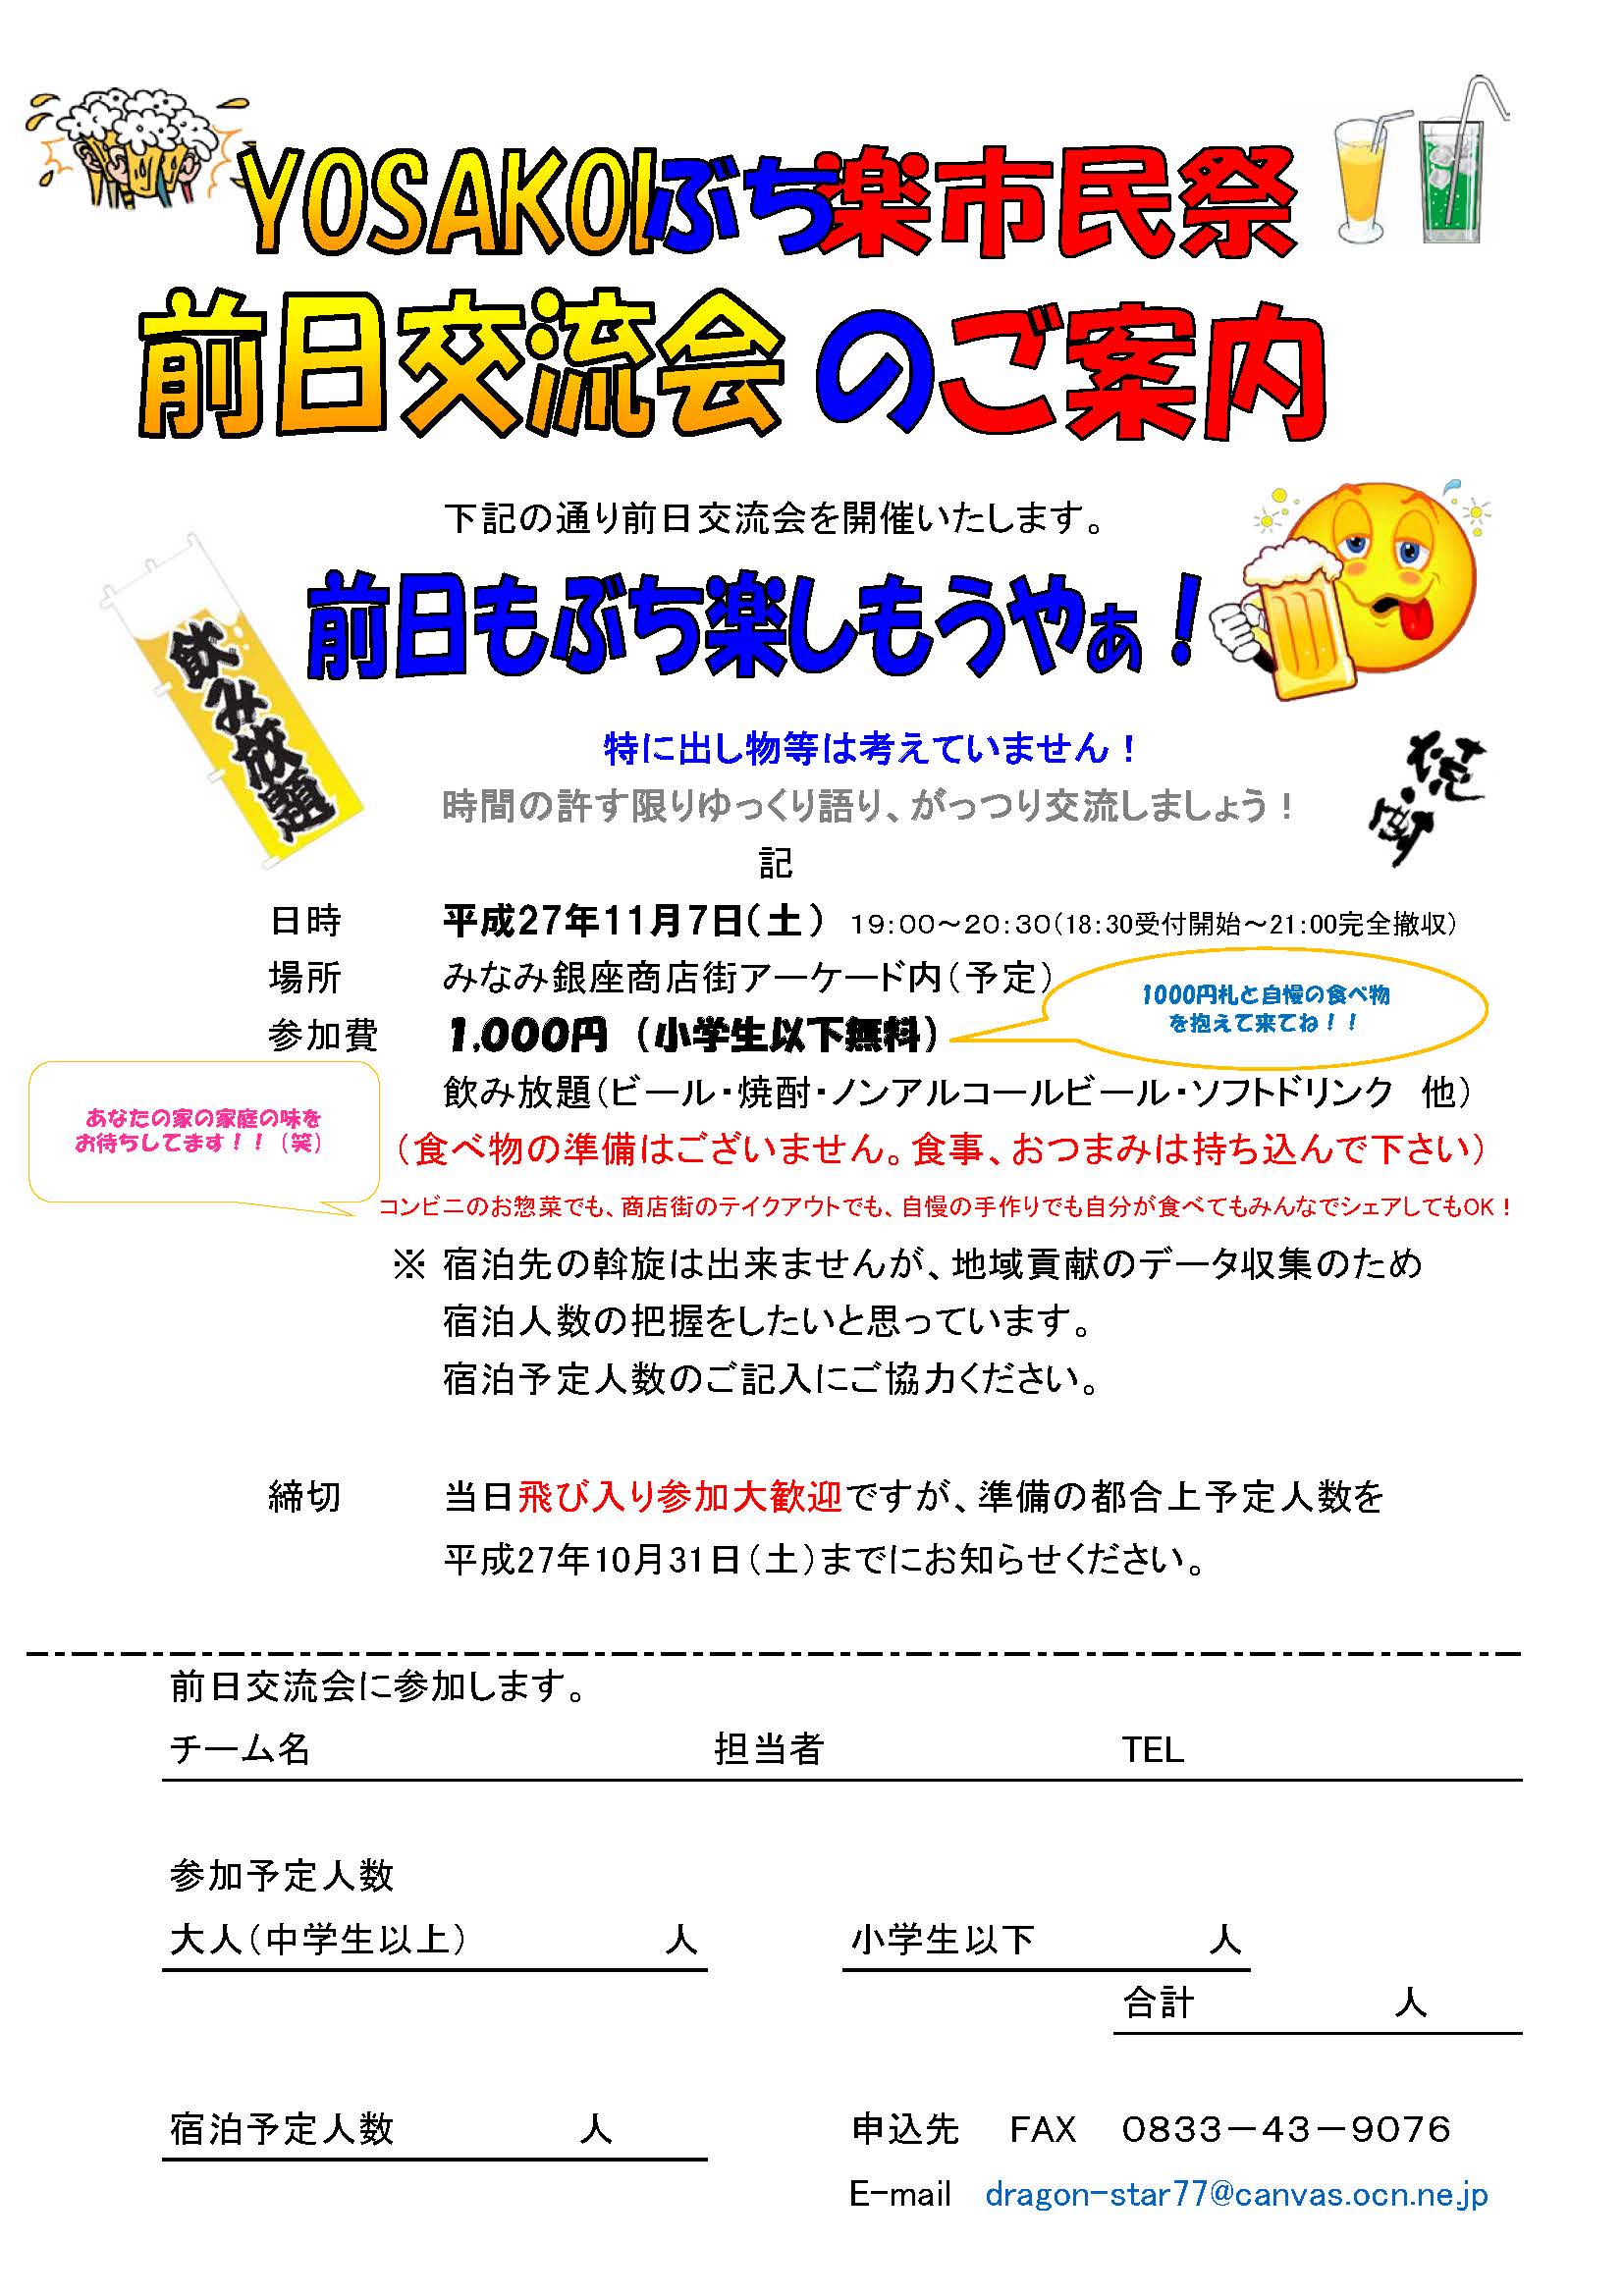 YOSAKOIぶち楽市民祭
前日交流会のご案内
下記の通り前日交流会を開催いたします。
前日もぶち楽しもうやぁ！
飲み放題
特に出し物等は考えていません！
時間の許す限りゆっくり語り、がっつり交流しましょう！
記
日時 平成27年11月7日（土） 19：00～20：30（18：30受付開始～21：00完全撤収）
場所 みなみ銀座商店街アーケード内（予定）
1000円札と自慢の食べ物
を抱えて来てね！！
参加費 1,000円（小学生以下無料）
飲み放題（ビール・焼酎・ノンアルコールビール・ソフトドリンク　他）
あなたの家の家庭の味を
お待ちしてます！！（笑）
（食べ物の準備はございません。食事、おつまみは持ち込んで下さい）
コンビニのお惣菜でも、商店街のテイクアウトでも、自慢の手作りでも自分が食べてもみんなでシェアしてもOK！
※ 宿泊先の斡旋は出来ませんが、地域貢献のデータ収集のため
宿泊人数の把握をしたいと思っています。
宿泊予定人数のご記入にご協力ください。
締切 当日飛び入り参加大歓迎ですが、準備の都合上予定人数を
平成27年10月31日（土）までにお知らせください。
前日交流会に参加します。
チーム名 担当者 TEL
参加予定人数
大人（中学生以上） 人 小学生以下 人
合計 人
宿泊予定人数 人 申込先 FAX ０８３３－４３－９０７６
E-mail dragon-star77@canvas.ocn.ne.jp